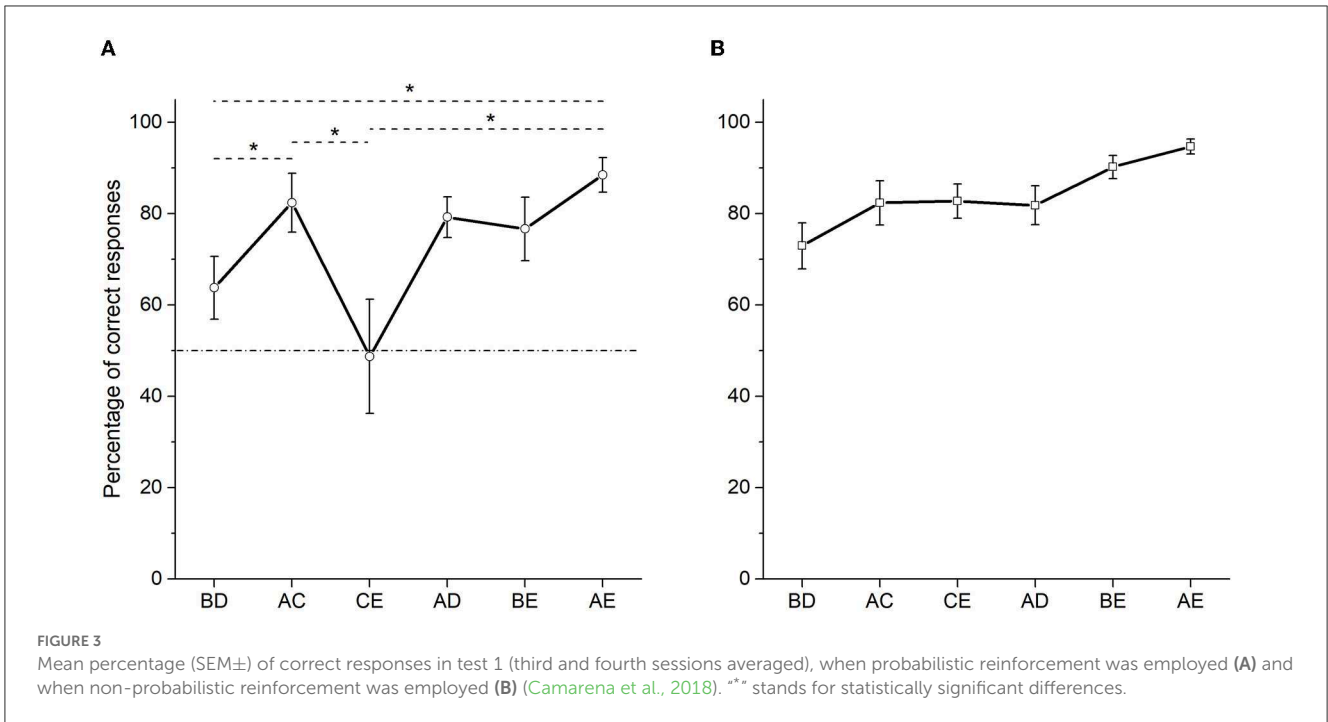 A
B
*
*
*
*
100
80
60
40
20
0
Percentage of correct responses
BD AC CE AD BE AE
100
80
60
40
20
0
BD AC CE AD BE AE
FIGURE 3
Mean percentage (SEM±) of correct responses in test 1 (third and fourth sessions averaged), when probabilistic reinforcement was employed (A) and
when non-probabilistic reinforcement was employed (B) (Camarena et al., 2018). "*" stands for statistically significant differences.